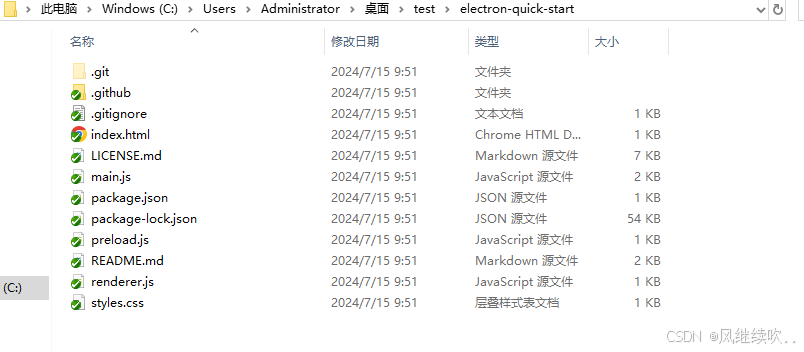 此电脑 > Windows (C:) > Users > Administrator > 桌面 > test > electron-quick-start
名称 修改日期 类型 大小
.git 2024/7/15 9:51 文件夹
.github 2024/7/15 9:51 文件夹
.gitignore 2024/7/15 9:51 文本文档 1 KB
index.html 2024/7/15 9:51 Chrome HTML D... 1 KB
LICENSE.md 2024/7/15 9:51 Markdown 源文件 7 KB
main.js 2024/7/15 9:51 JavaScript 源文件 2 KB
package.json 2024/7/15 9:51 JSON 源文件 1 KB
package-lock.json 2024/7/15 9:51 JSON 源文件 54 KB
preload.js 2024/7/15 9:51 JavaScript 源文件 1 KB
README.md 2024/7/15 9:51 Markdown 源文件 2 KB
(C:) renderer.js 2024/7/15 9:51 JavaScript 源文件 1 KB
styles.css 2024/7/15 9:51 层叠样式表文档 1 KB
CSDN @风继续吹..